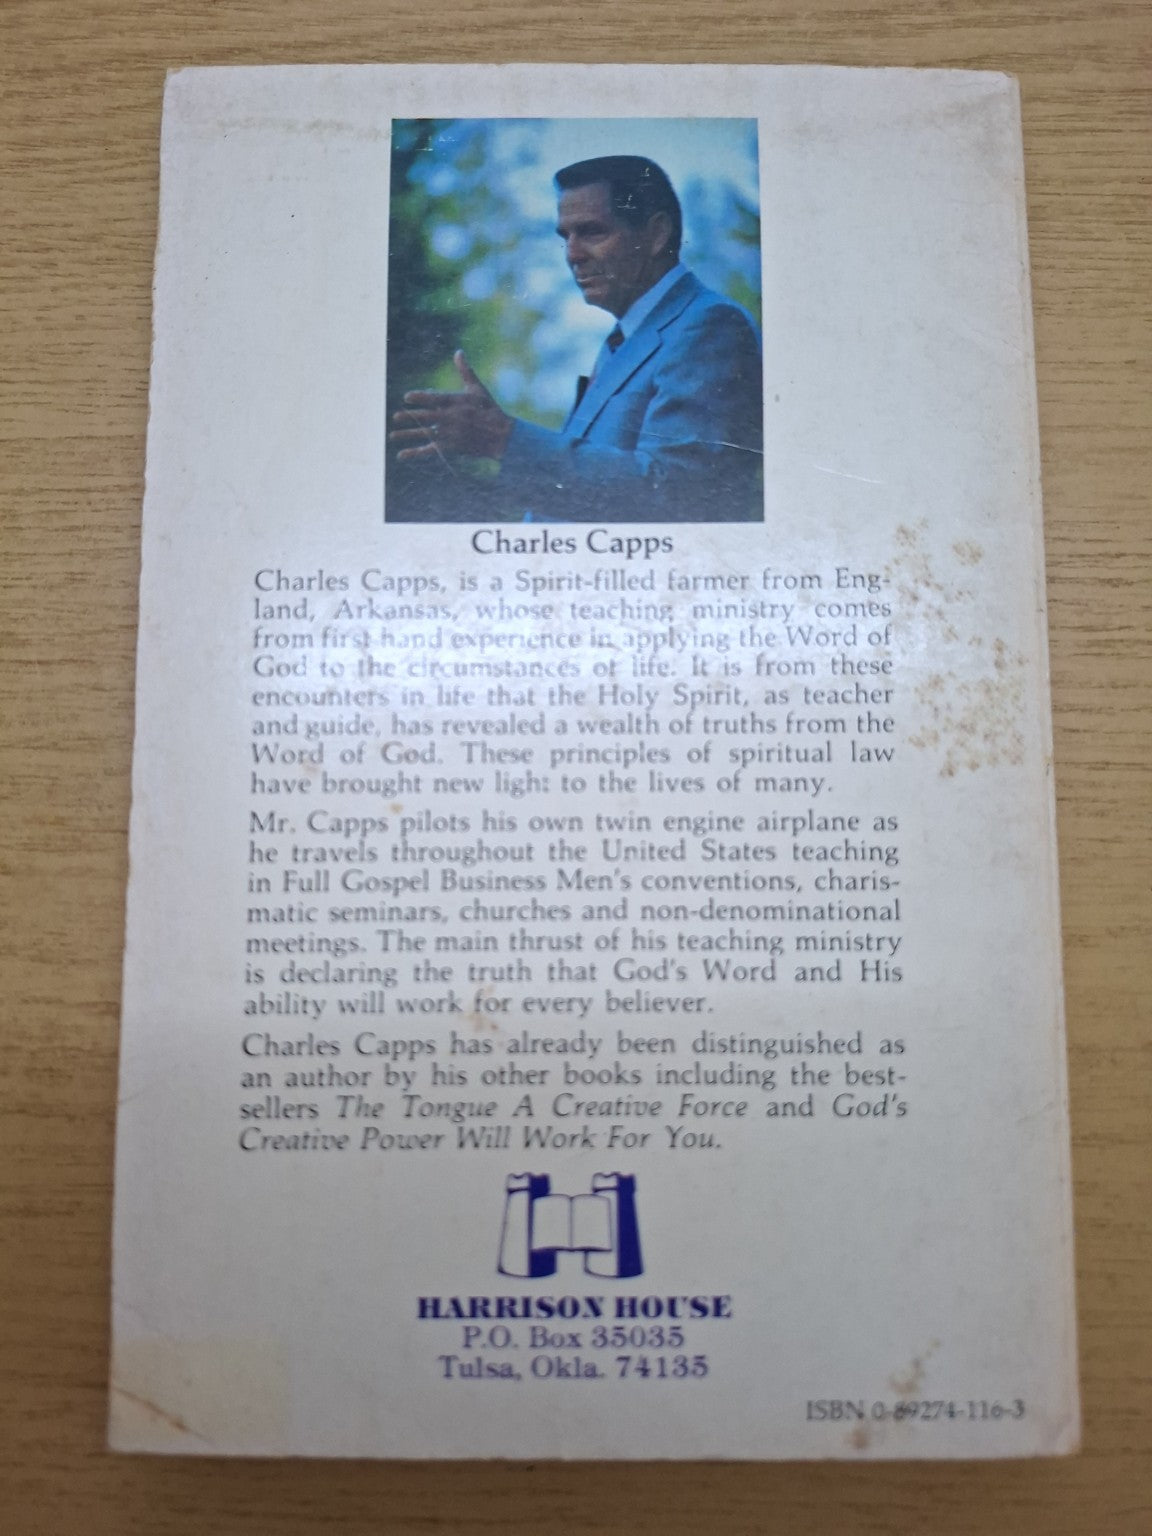 Charles Capps
Charles Capps, is a Spirit-filled farmer from Eng-
land, Arkansas, whose teaching ministry comes
from first hand experience in applying the Word of
God to the circumstances of life. It is from these
encounters in life that the Holy Spirit, as teacher
and guide, has revealed a wealth of truths from the
Word of God. These principles of spiritual law
have brought new light to the lives of many.
Mr. Capps pilots his own twin engine airplane as
he travels throughout the United States teaching
in Full Gospel Business Men's conventions, charis-
matic seminars, churches and non-denominational
meetings. The main thrust of his teaching ministry
is declaring the truth that God's Word and His
ability will work for every believer.
Charles Capps has already been distinguished as
an author by his other books including the best-
sellers The Tongue A Creative Force and God's
Creative Power Will Work For You.
HARRISON HOUSE
P.O. Box 35035
Tulsa, Okla. 74135
ISBN 0-89274-116-3